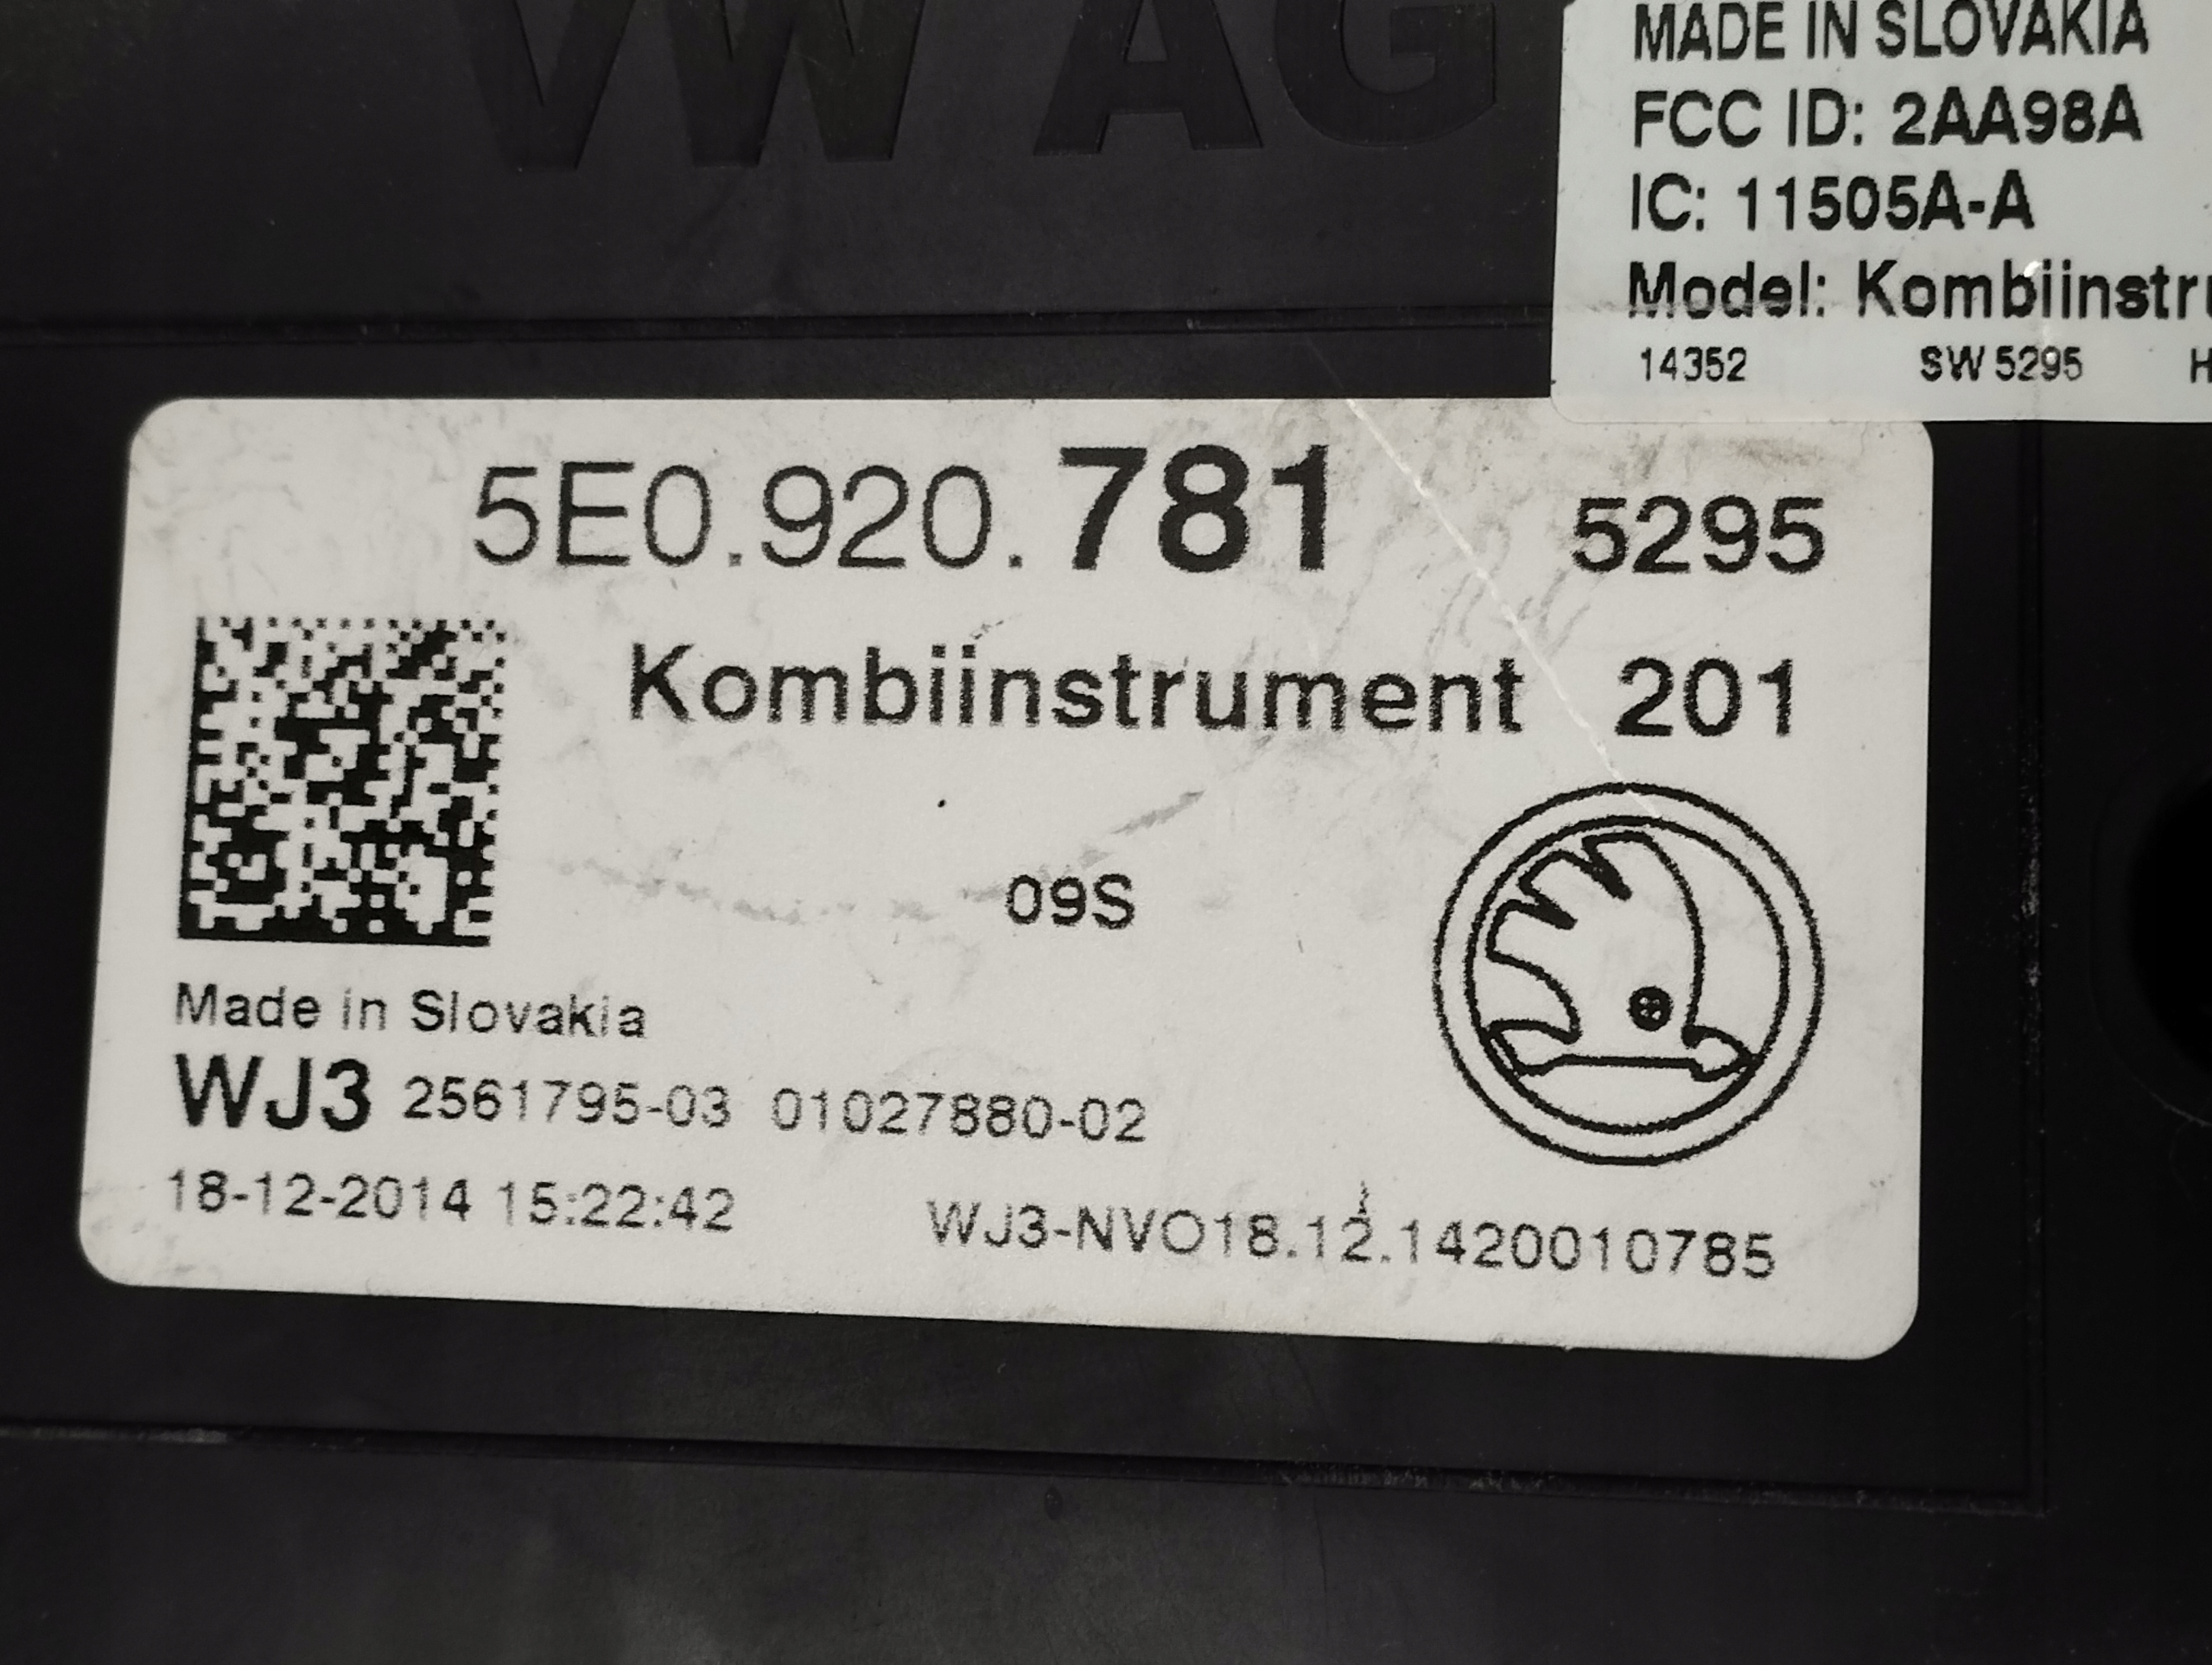 VW AG
MADE IN SLOVAKIA
FCC ID: 2AA98A
IC: 11505A-A
Model: Kombiinstru
14352 SW 5295 H
5E0.920.781 5295
Kombiinstrument 201
09S
Made in Slovakia
WJ3 2561795-03 01027880-02
18-12-2014 15:22:42 WJ3-NVO18.12.1420010785